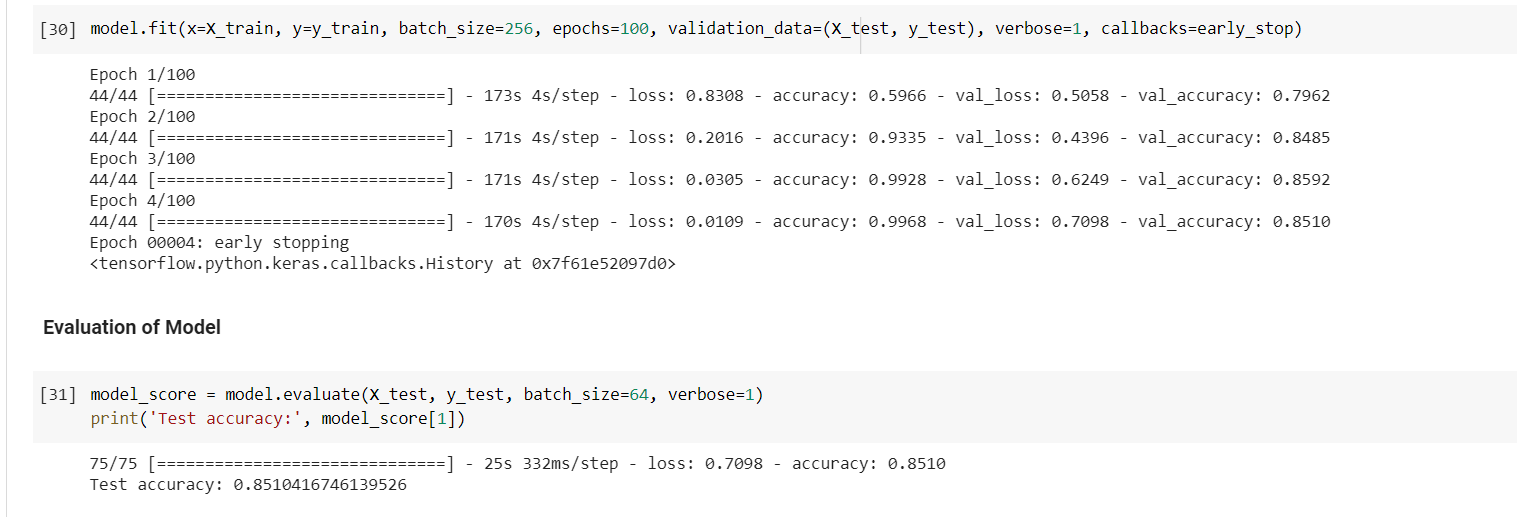 [30] model.fit(x=X_train, y=y_train, batch_size=256, epochs=100, validation_data=(X_test, y_test), verbose=1, callbacks=early_stop)
Epoch 1/100
44/44 [==============================] - 173s 4s/step - loss: 0.8308 - accuracy: 0.5966 - val_loss: 0.5058 - val_accuracy: 0.7962
Epoch 2/100
44/44 [==============================] - 171s 4s/step - loss: 0.2016 - accuracy: 0.9335 - val_loss: 0.4396 - val_accuracy: 0.8485
Epoch 3/100
44/44 [==============================] - 171s 4s/step - loss: 0.0305 - accuracy: 0.9928 - val_loss: 0.6249 - val_accuracy: 0.8592
Epoch 4/100
44/44 [==============================] - 170s 4s/step - loss: 0.0109 - accuracy: 0.9968 - val_loss: 0.7098 - val_accuracy: 0.8510
Epoch 00004: early stopping
<tensorflow.python.keras.callbacks.History at 0x7f61e52097d0>
Evaluation of Model
[31] model_score = model.evaluate(X_test, y_test, batch_size=64, verbose=1)
print('Test accuracy:', model_score[1])
75/75 [==============================] - 25s 332ms/step - loss: 0.7098 - accuracy: 0.8510
Test accuracy: 0.8510416746139526